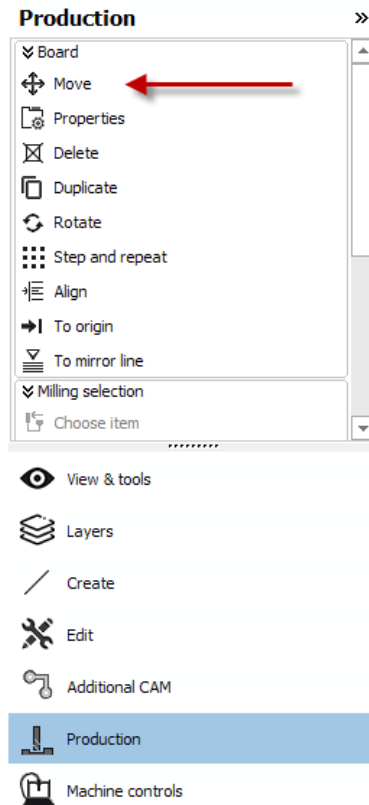 Production
Board
Move
Properties
Delete
Duplicate
Rotate
Step and repeat
Align
To origin
To mirror line
Milling selection
Choose item
View & tools
Layers
Create
Edit
Additional CAM
Production
Machine controls